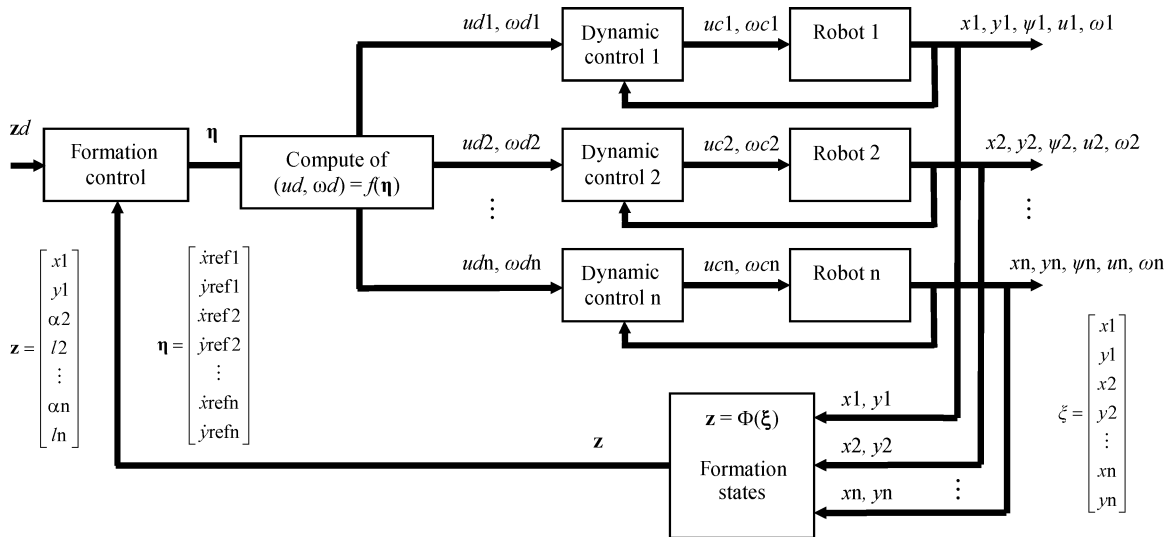 ud1, ωd1
Dynamic
control 1
uc1, ωc1
Robot 1
x1, y1, ψ1, u1, ω1
zd
Formation
control
η
Compute of
(ud, ωd) = f(η)
ud2, ωd2
⋮
Dynamic
control 2
uc2, ωc2
Robot 2
x2, y2, ψ2, u2, ω2
⋮
udn, ωdn
Dynamic
control n
ucn, ωcn
Robot n
xn, yn, ψn, un, ωn
z =
x1
y1
α2
l2
⋮
αn
ln
η =
ẋref1
ẏref1
ẋref2
ẏref2
⋮
ẋrefn
ẏrefn
z
z = Φ(ξ)
Formation
states
x1, y1
x2, y2
⋮
xn, yn
ξ =
x1
y1
x2
y2
⋮
xn
yn